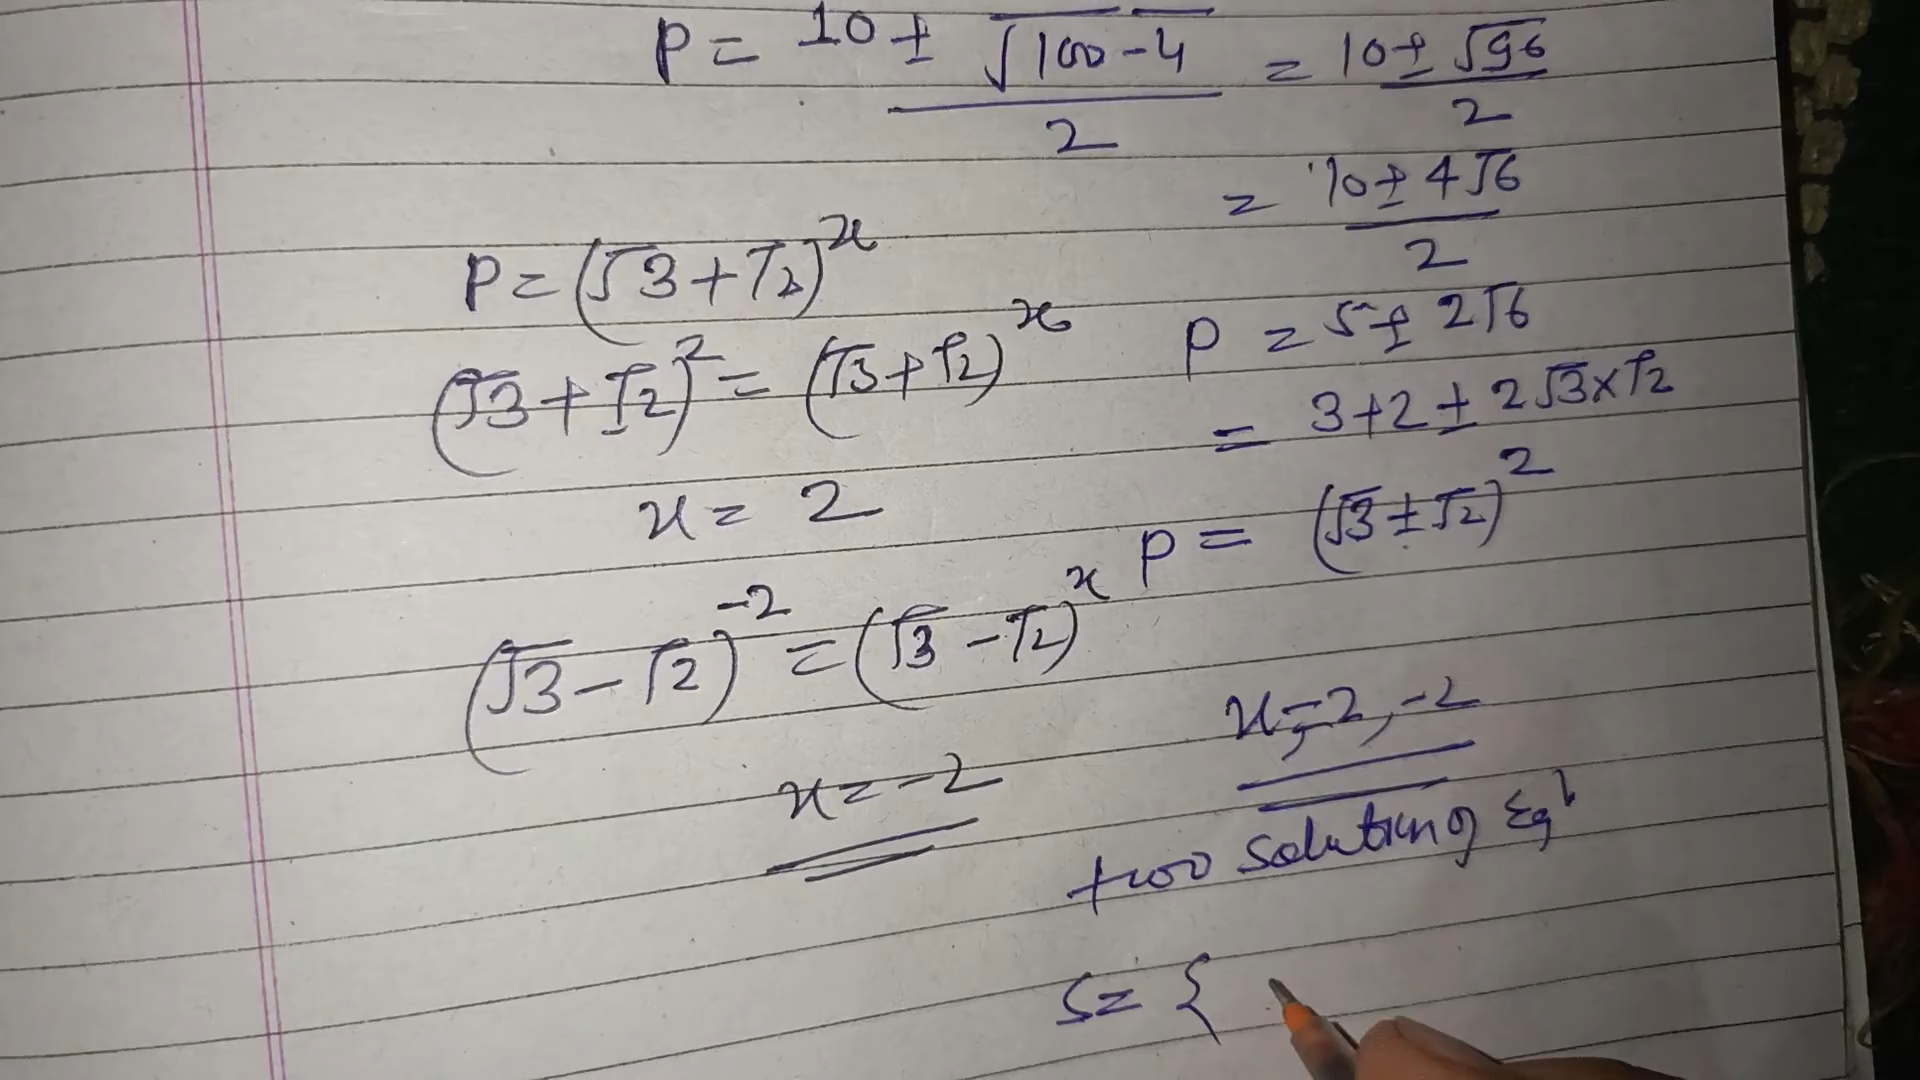 P = 10 ± √100-4 / 2 = 10 ± √96 / 2
= 10 ± 4√6 / 2
P = (√3+√2)^x
P = 5 ± 2√6
(√3+√2)^2 = (√3+√2)^x
= 3+2 ± 2√3×√2
x = 2
P = (√3 ± √2)^2
(√3-√2)^-2 = (√3-√2)^x
x = 2, -2
x = -2
two solution of Eqn
S = {